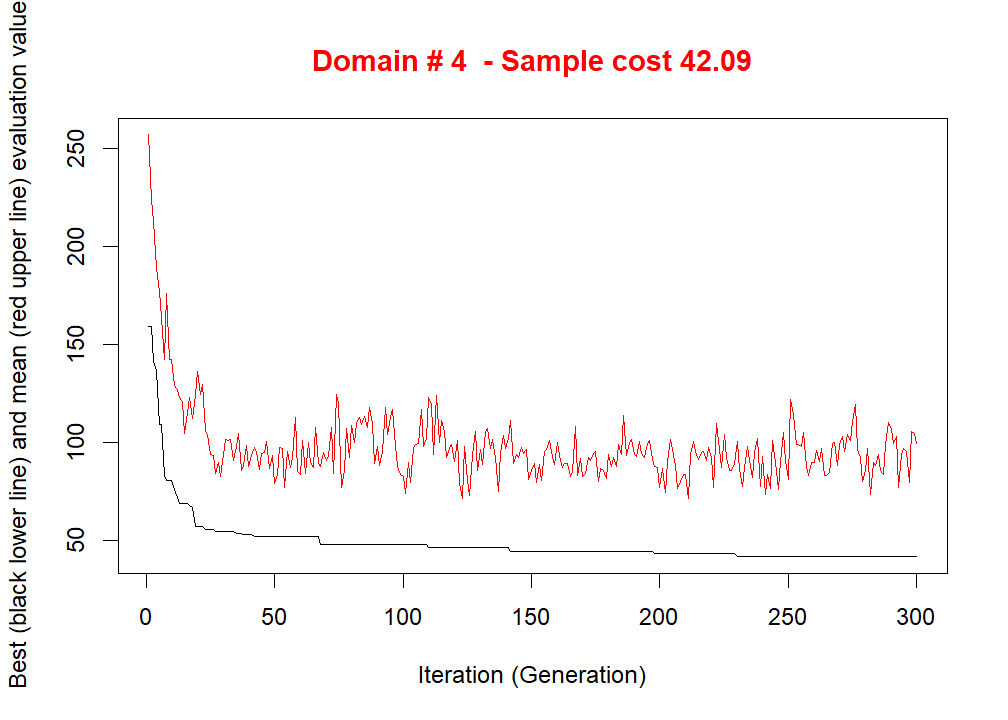 Domain # 4  - Sample cost 42.09
Best (black lower line) and mean (red upper line) evaluation value
250
200
150
100
50
0 50 100 150 200 250 300
Iteration (Generation)